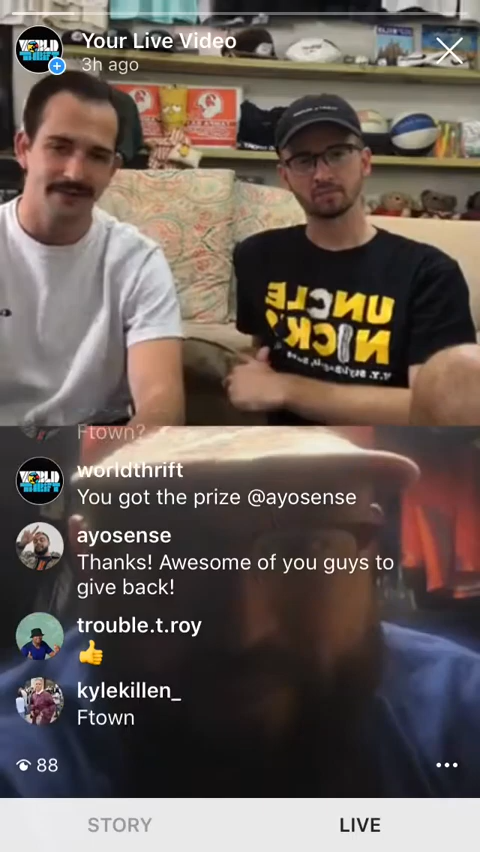 Your Live Video
3h ago
UNCLE
NICK'S
Ftown?
worldthrift
You got the prize @ayosense
ayosense
Thanks! Awesome of you guys to
give back!
trouble.t.roy
👍
kylekillen_
Ftown
88
STORY
LIVE